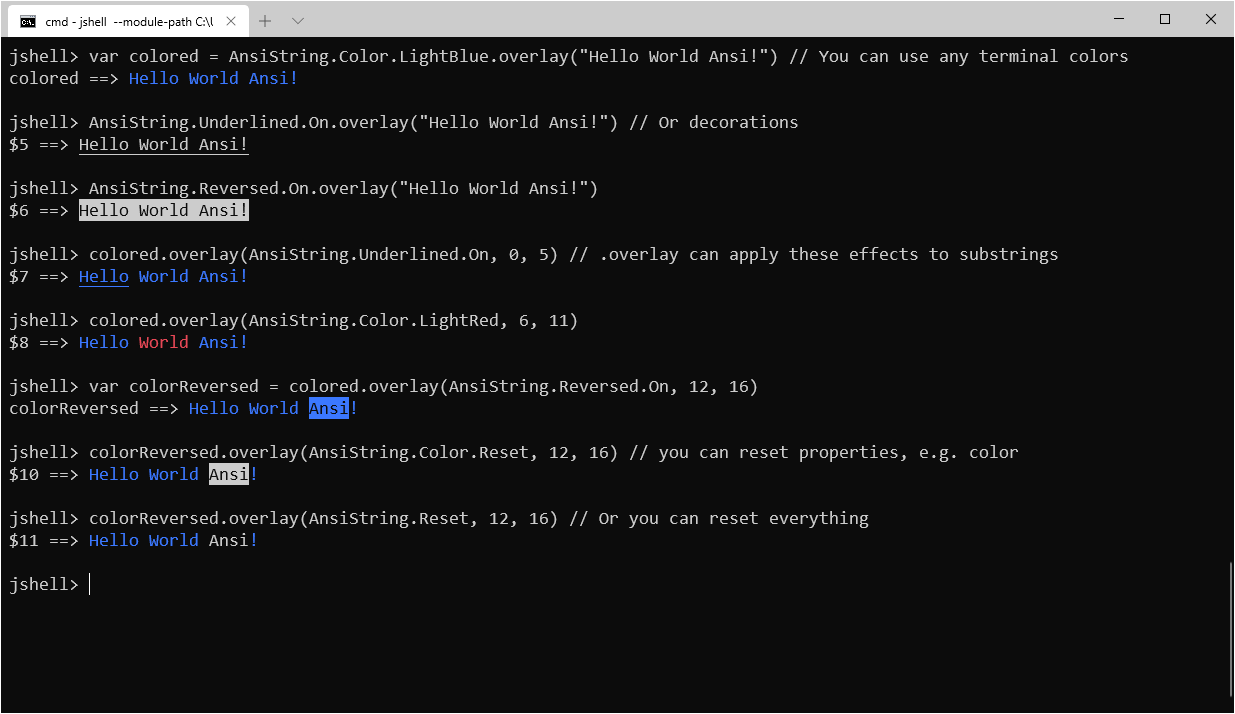 cmd - jshell --module-path C:\U
jshell> var colored = AnsiString.Color.LightBlue.overlay("Hello World Ansi!") // You can use any terminal colors
colored ==> Hello World Ansi!
jshell> AnsiString.Underlined.On.overlay("Hello World Ansi!") // Or decorations
$5 ==> Hello World Ansi!
jshell> AnsiString.Reversed.On.overlay("Hello World Ansi!")
$6 ==> Hello World Ansi!
jshell> colored.overlay(AnsiString.Underlined.On, 0, 5) // .overlay can apply these effects to substrings
$7 ==> Hello World Ansi!
jshell> colored.overlay(AnsiString.Color.LightRed, 6, 11)
$8 ==> Hello World Ansi!
jshell> var colorReversed = colored.overlay(AnsiString.Reversed.On, 12, 16)
colorReversed ==> Hello World Ansi!
jshell> colorReversed.overlay(AnsiString.Color.Reset, 12, 16) // you can reset properties, e.g. color
$10 ==> Hello World Ansi!
jshell> colorReversed.overlay(AnsiString.Reset, 12, 16) // Or you can reset everything
$11 ==> Hello World Ansi!
jshell>